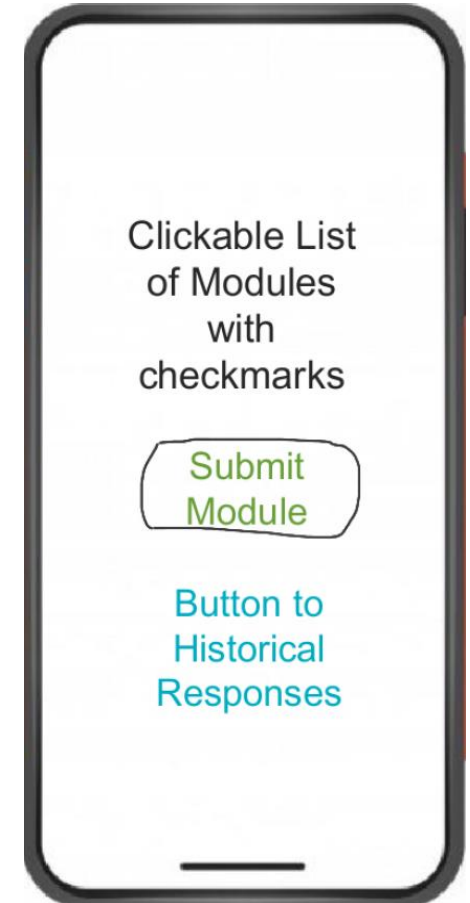 Clickable List
of Modules
with
checkmarks
Submit
Module
Button to
Historical
Responses